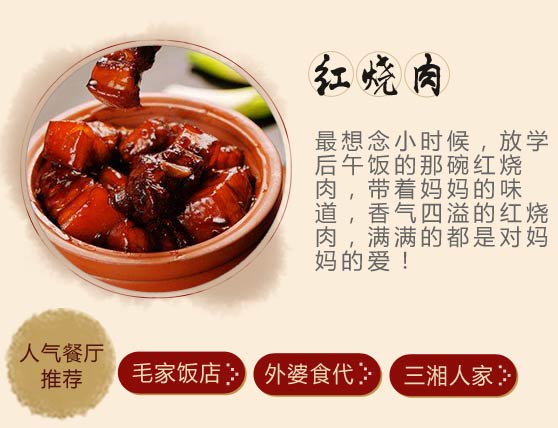 红烧肉
最想念小时候，放学
后午饭的那碗红烧
肉，带着妈妈的味
道，香气四溢的红烧
肉，满满的都是对妈
妈的爱！
人气餐厅
推荐
毛家饭店
外婆食代
三湘人家